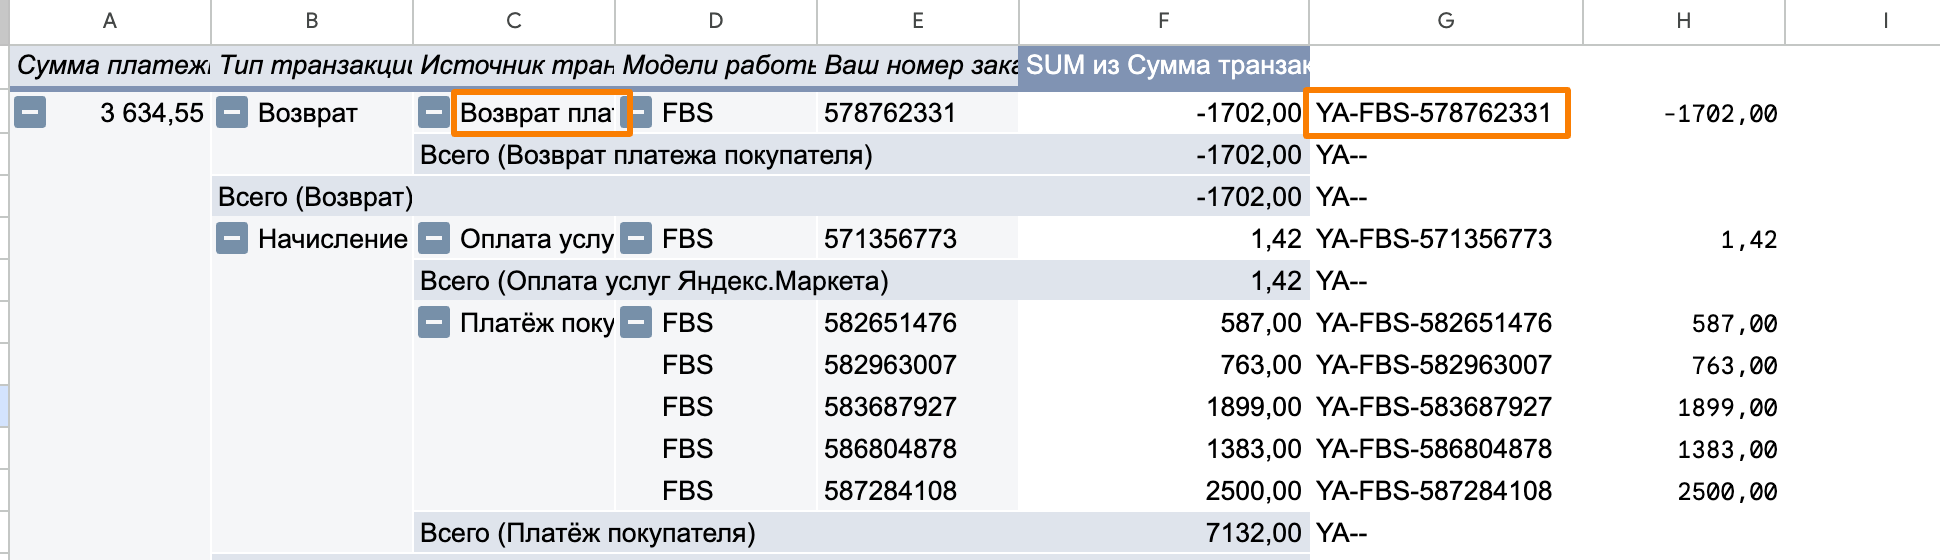 A B C D E F G H I
Сумма платеж Тип транзакци Источник тран Модели работь Ваш номер зака SUM из Сумма транзак
3 634,55 Возврат Возврат плат FBS 578762331 -1702,00 YA-FBS-578762331 -1702,00
Всего (Возврат платежа покупателя) -1702,00 YA--
Всего (Возврат) -1702,00 YA--
Начисление Оплата услу FBS 571356773 1,42 YA-FBS-571356773 1,42
Всего (Оплата услуг Яндекс.Маркета) 1,42 YA--
Платёж поку FBS 582651476 587,00 YA-FBS-582651476 587,00
FBS 582963007 763,00 YA-FBS-582963007 763,00
FBS 583687927 1899,00 YA-FBS-583687927 1899,00
FBS 586804878 1383,00 YA-FBS-586804878 1383,00
FBS 587284108 2500,00 YA-FBS-587284108 2500,00
Всего (Платёж покупателя) 7132,00 YA--